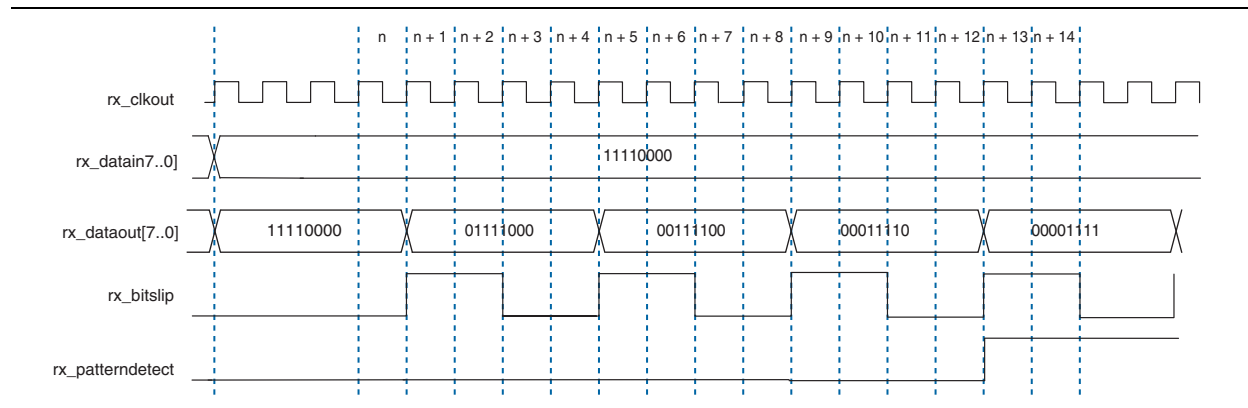 n n + 1 n + 2 n + 3 n + 4 n + 5 n + 6 n + 7 n + 8 n + 9 n + 10 n + 11 n + 12 n + 13 n + 14
rx_clkout
rx_datain7..0] 11110000
rx_dataout[7..0] 11110000 01111000 00111100 00011110 00001111
rx_bitslip
rx_patterndetect